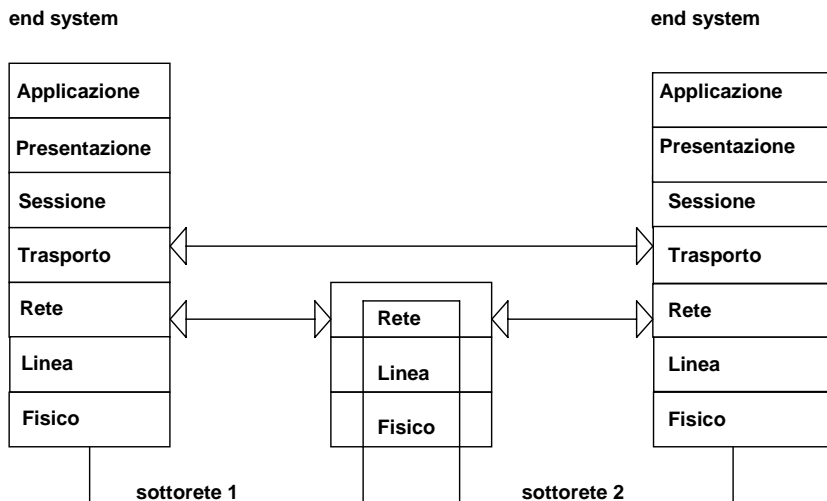 end system
end system
Applicazione
Presentazione
Sessione
Trasporto
Rete
Linea
Fisico
Rete
Linea
Fisico
Applicazione
Presentazione
Sessione
Trasporto
Rete
Linea
Fisico
sottorete 1
sottorete 2